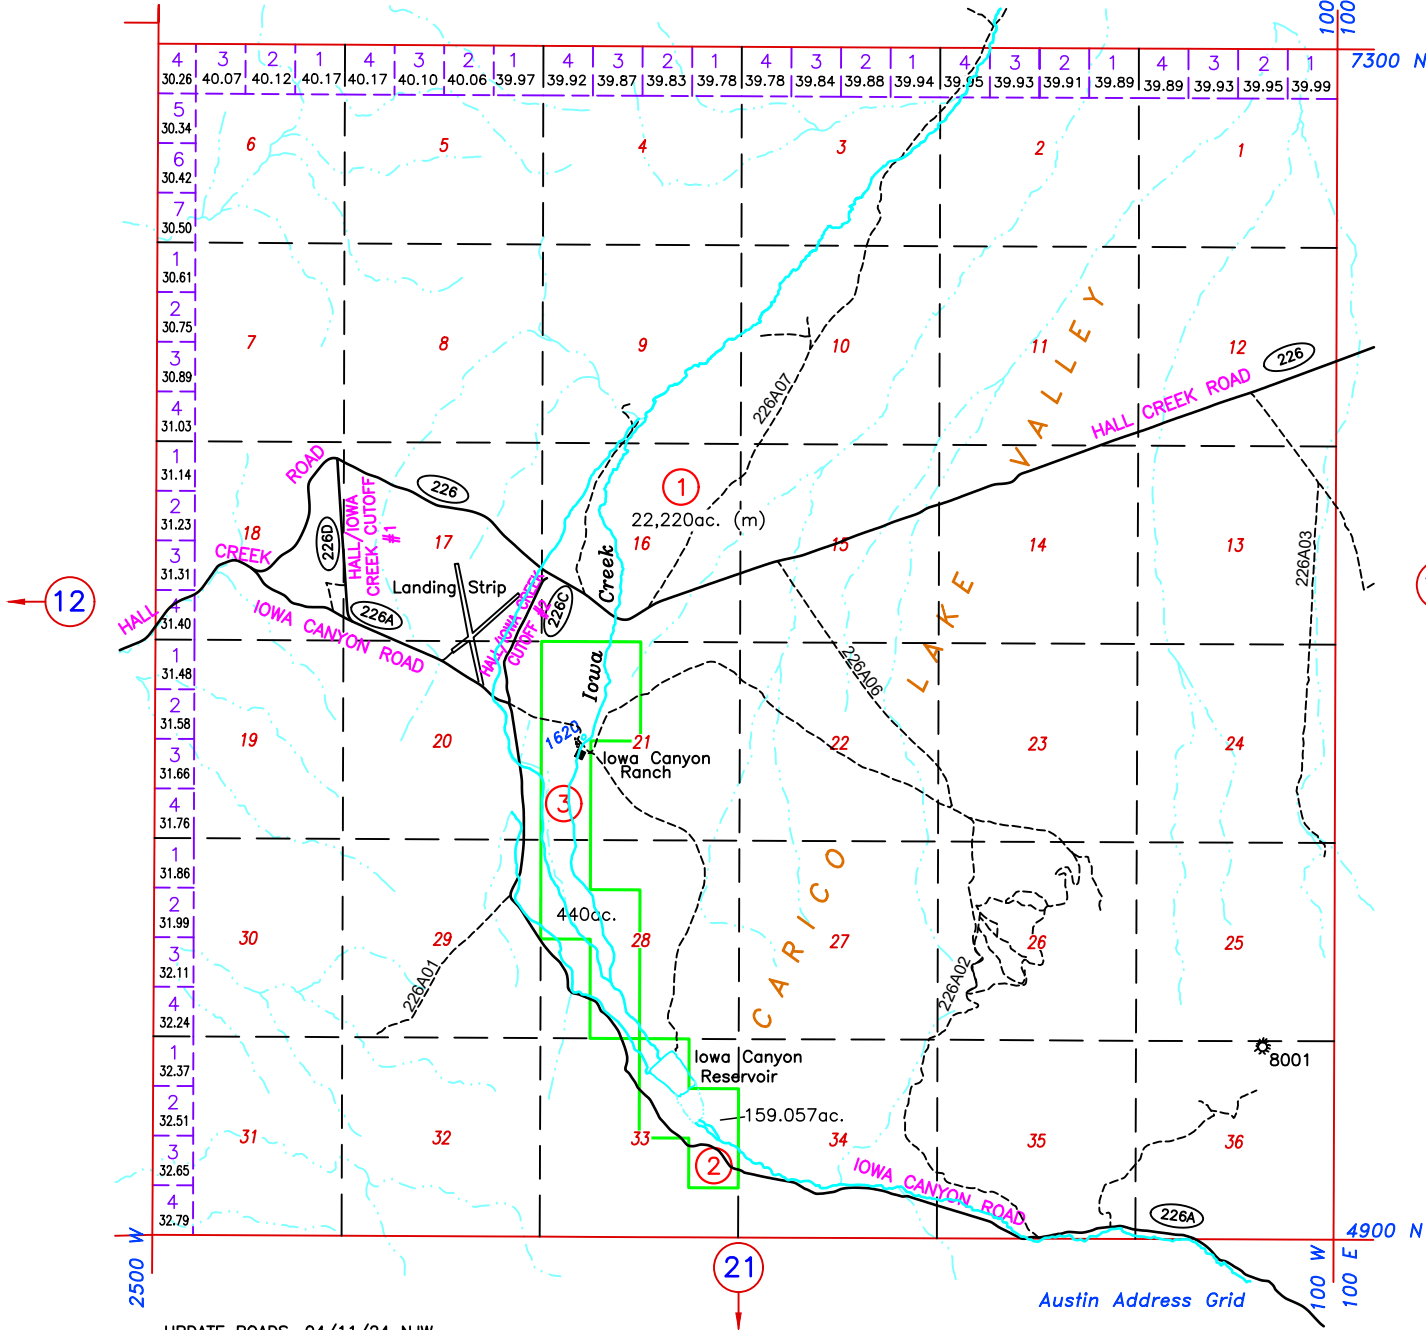 100
100
7300 N
4 3 2 1 4 3 2 1 4 3 2 1 4 3 2 1 4 3 2 1 4 3 2 1
30.26 40.07 40.12 40.17 40.17 40.10 40.06 39.97 39.92 39.87 39.83 39.78 39.78 39.84 39.88 39.94 39.95 39.93 39.91 39.89 39.89 39.93 39.95 39.99
5
30.34
6 5 4 3 2 1
6
30.42
7
30.50
1
30.61
2
30.75
7 8 9 10 11 12
3
30.89
4
31.03
1
31.14
2
31.23
3
31.31
4
31.40
1
31.48
2
31.58
3
31.66
4
31.76
1
31.86
2
31.99
3
32.11
4
32.24
1
32.37
2
32.51
3
32.65
4
32.79
18 17 16 15 14 13
19 20 21 22 23 24
30 29 28 27 26 25
31 32 33 34 35 36
226
HALL CREEK ROAD
226A07
VALLEY
LAKE
CARICO
HALL CREEK ROAD
226
226D
HALL/IOWA
CREEK CUTOFF
#1
1
22,220ac. (m)
226A03
12
Landing Strip
226A
IOWA CANYON ROAD
HALL/IOWA CREEK
CUTOFF #2
226C
Iowa Creek
226A06
1620
Iowa Canyon
Ranch
3
440ac.
226A01
226A02
Iowa Canyon
Reservoir
159.057ac.
8001
2
IOWA CANYON ROAD
226A
4900 N
2500 W
21
100 W
100 E
Austin Address Grid
UPDATE ROADS 04/11/24 NJW